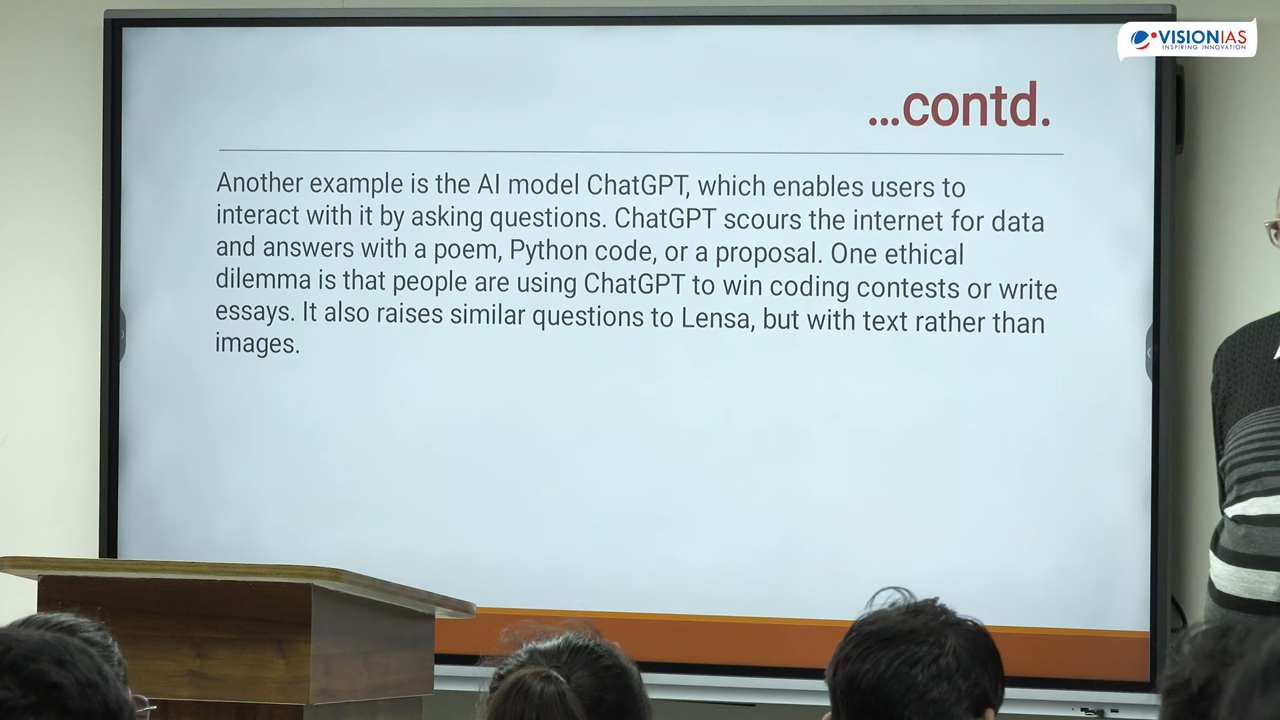 VISIONIAS
INSPIRING INNOVATION
...contd.
Another example is the AI model ChatGPT, which enables users to
interact with it by asking questions. ChatGPT scours the internet for data
and answers with a poem, Python code, or a proposal. One ethical
dilemma is that people are using ChatGPT to win coding contests or write
essays. It also raises similar questions to Lensa, but with text rather than
images.